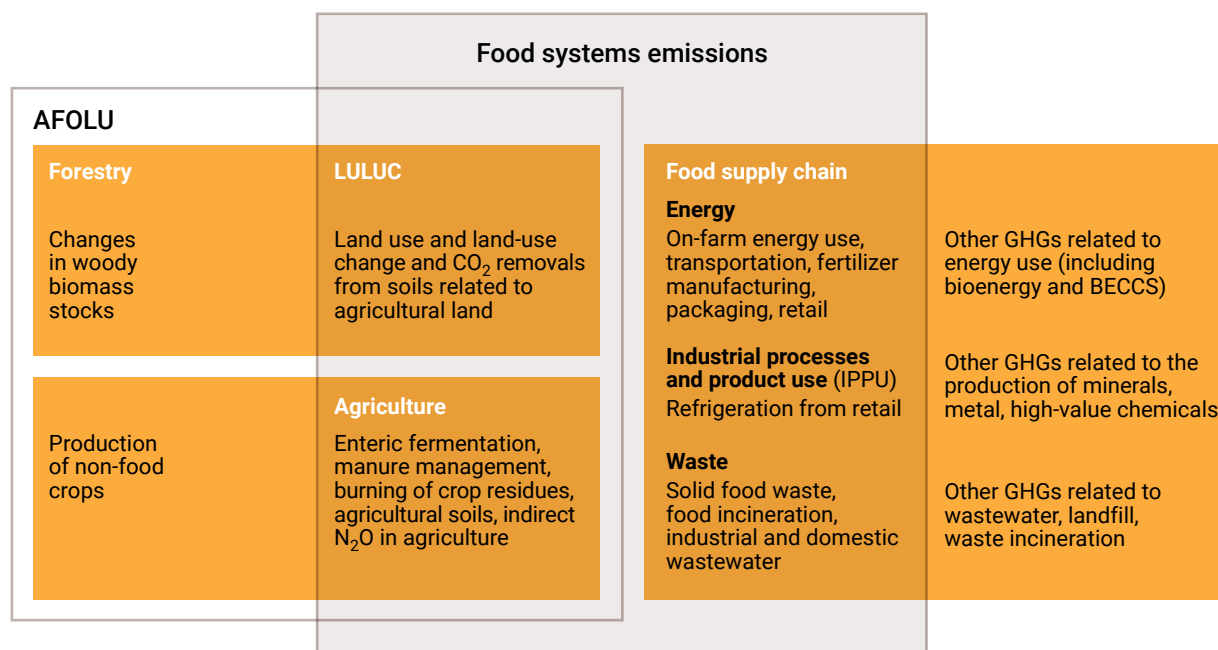 Food systems emissions
AFOLU
Forestry
Changes
in woody
biomass
stocks
LULUC
Land use and land-use
change and CO₂ removals
from soils related to
agricultural land
Production
of non-food
crops
Agriculture
Enteric fermentation,
manure management,
burning of crop residues,
agricultural soils, indirect
N₂O in agriculture
Food supply chain
Energy
On-farm energy use,
transportation, fertilizer
manufacturing,
packaging, retail
Other GHGs related to
energy use (including
bioenergy and BECCS)
Industrial processes
and product use (IPPU)
Refrigeration from retail
Other GHGs related to the
production of minerals,
metal, high-value chemicals
Waste
Solid food waste,
food incineration,
industrial and domestic
wastewater
Other GHGs related to
wastewater, landfill,
waste incineration